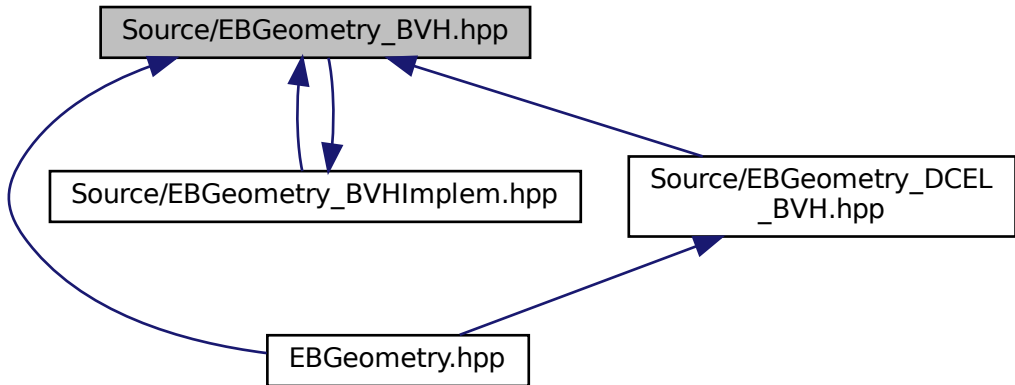 Source/EBGeometry_BVH.hpp
Source/EBGeometry_BVHImplem.hpp
Source/EBGeometry_DCEL
_BVH.hpp
EBGeometry.hpp